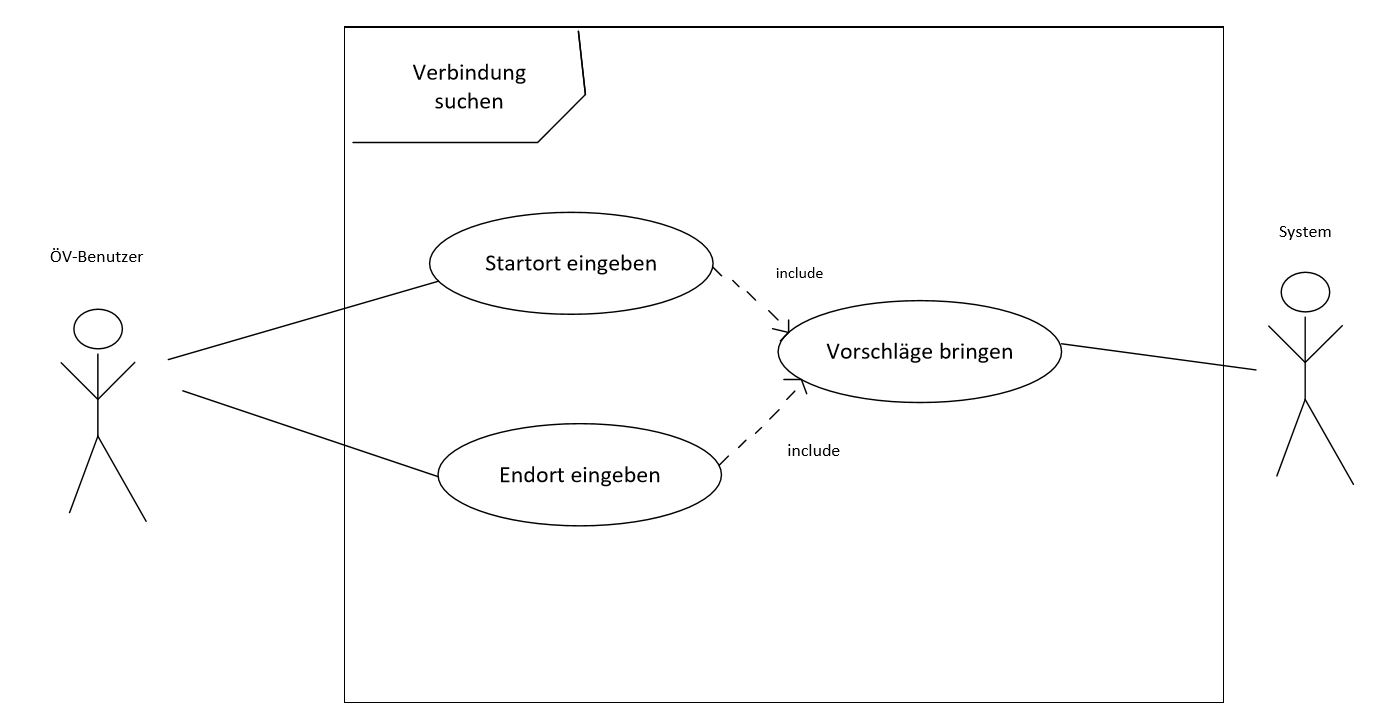 Verbindung
suchen
ÖV-Benutzer
System
Startort eingeben
include
Vorschläge bringen
include
Endort eingeben